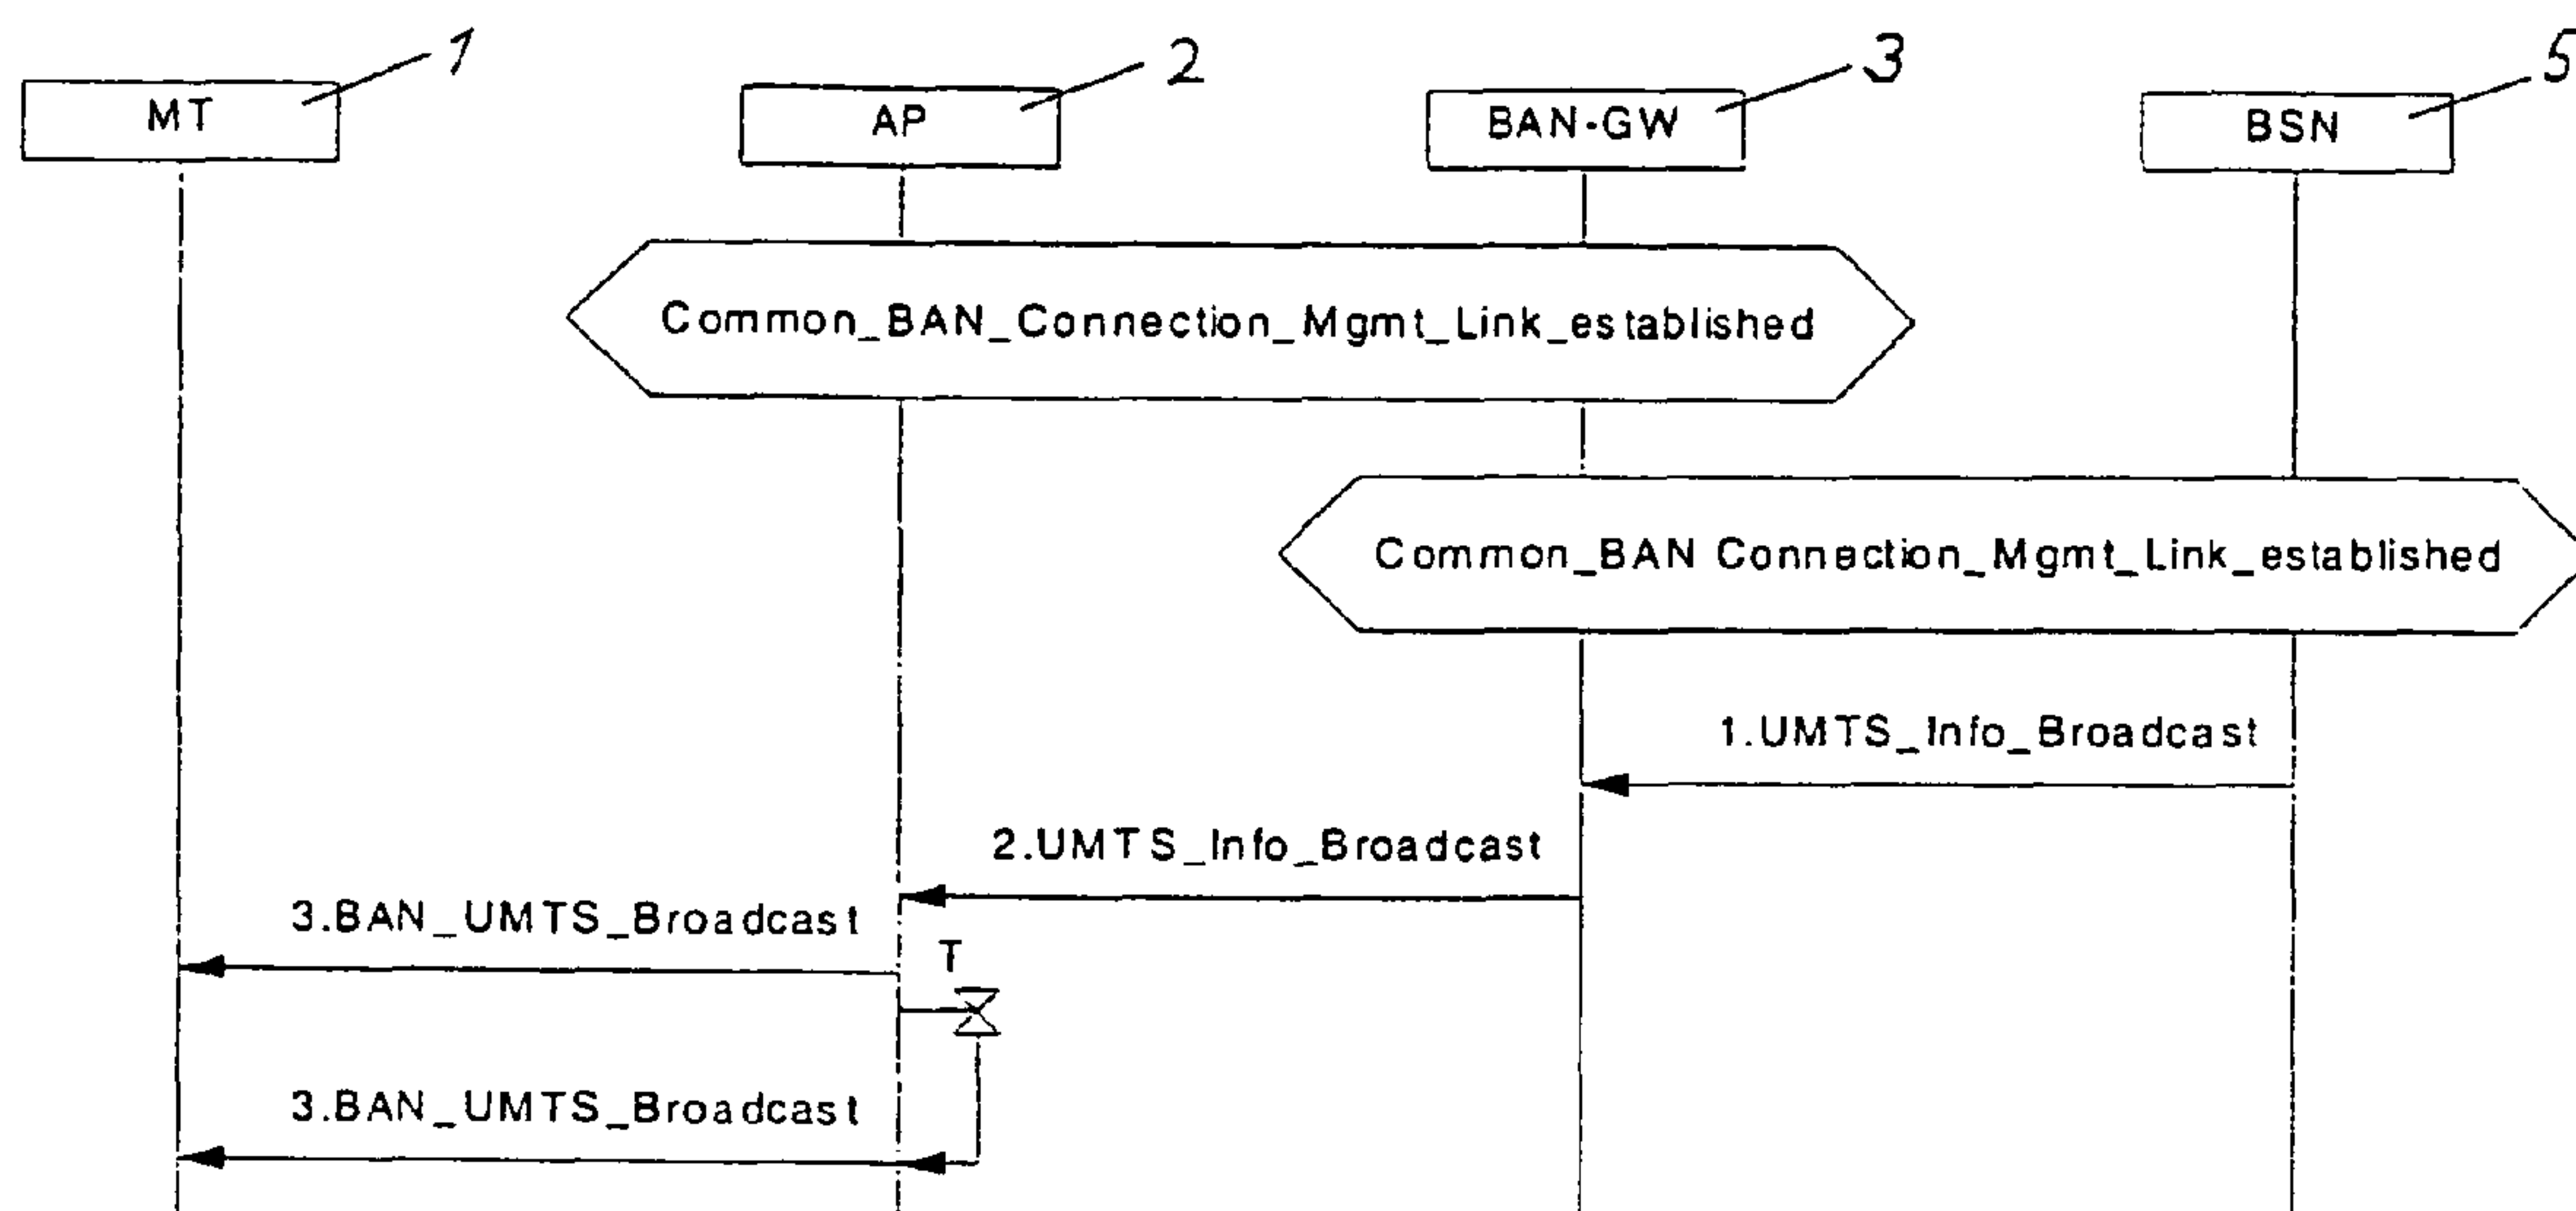 1 2 3 5
MT AP BAN-GW BSN
Common_BAN_Connection_Mgmt_Link_established
Common_BAN Connection_Mgmt_Link_established
1.UMTS_Info_Broadcast
2.UMTS_Info_Broadcast
3.BAN_UMTS_Broadcast
T
3.BAN_UMTS_Broadcast